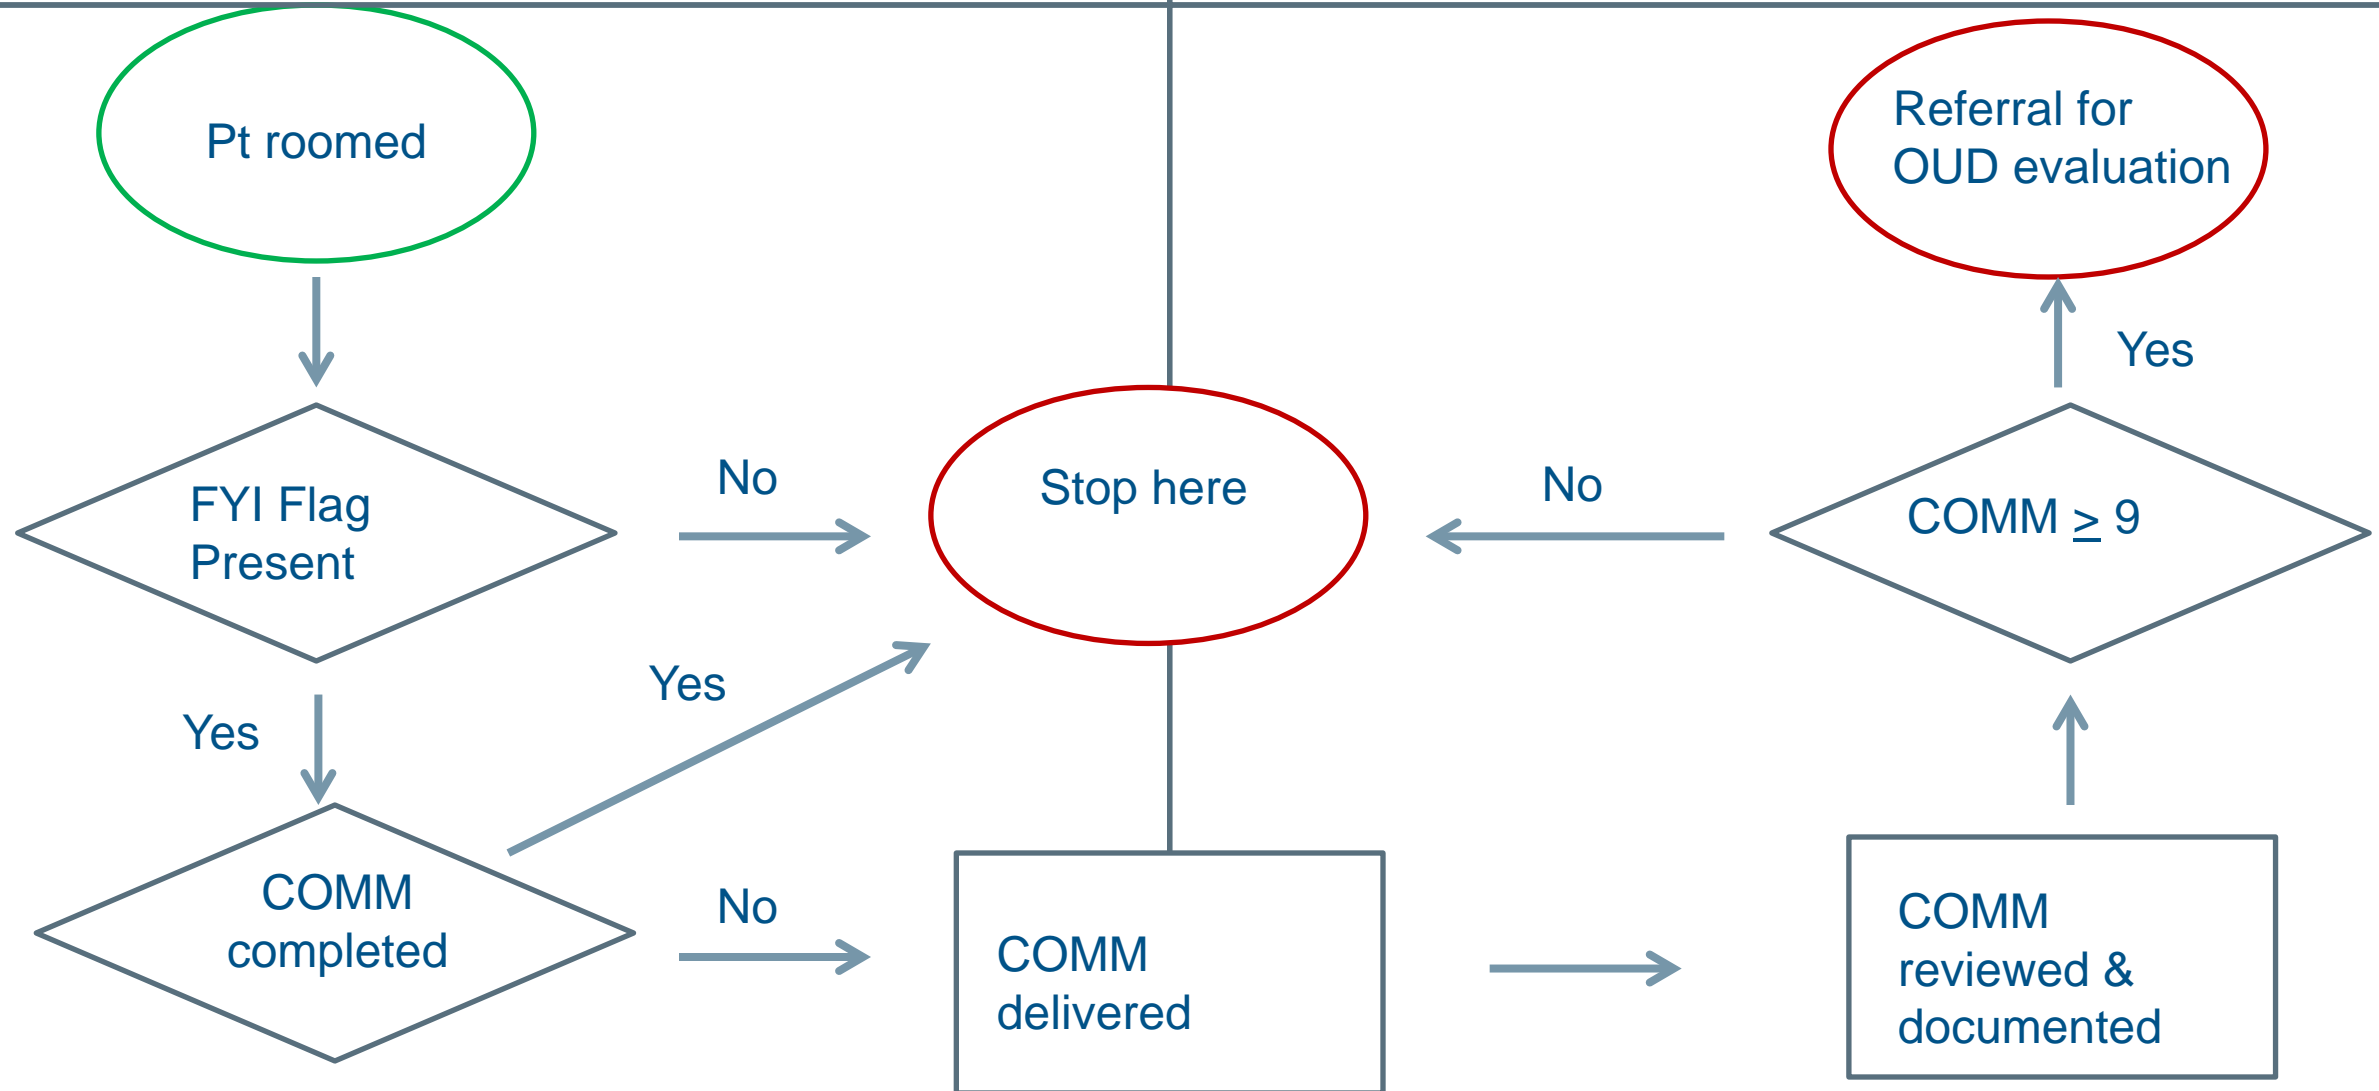 Pt roomed
Referral for
OUD evaluation
Yes
FYI Flag
Present
No
Stop here
No
COMM ≥ 9
Yes
Yes
COMM
completed
No
COMM
delivered
COMM
reviewed &
documented